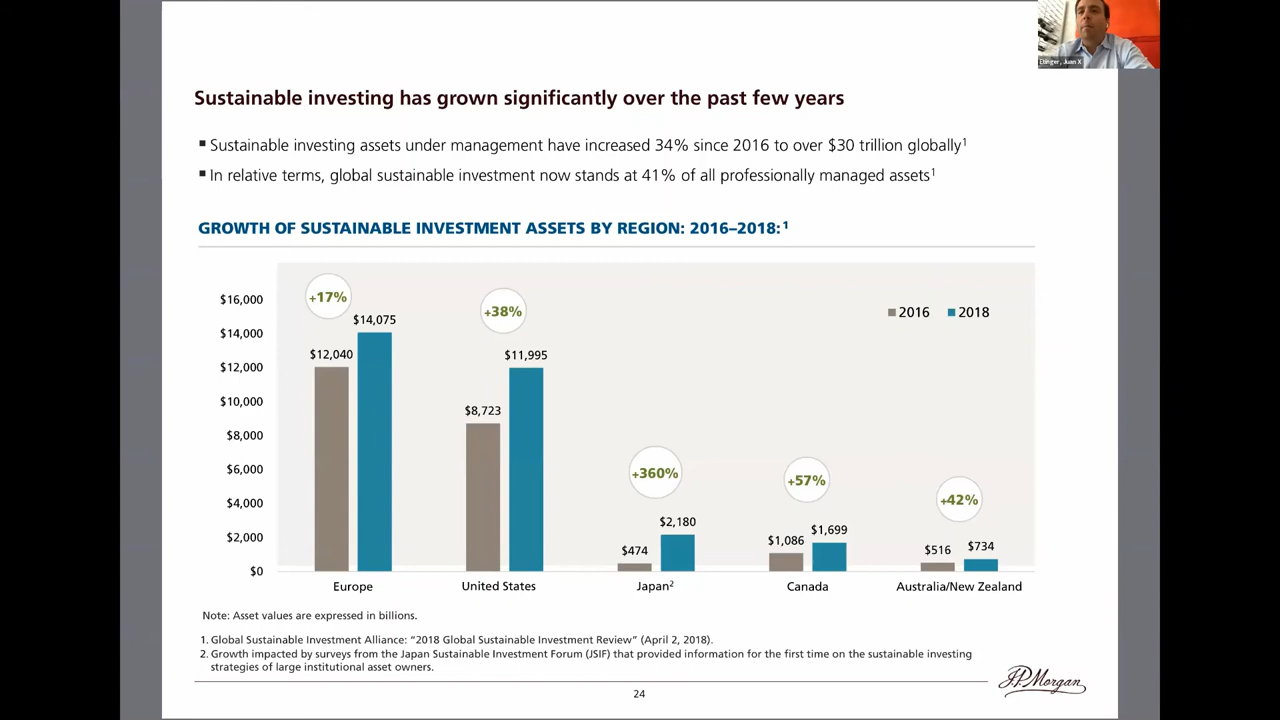 Etinger, Juan X
Sustainable investing has grown significantly over the past few years
▪ Sustainable investing assets under management have increased 34% since 2016 to over $30 trillion globally¹
▪ In relative terms, global sustainable investment now stands at 41% of all professionally managed assets¹
GROWTH OF SUSTAINABLE INVESTMENT ASSETS BY REGION: 2016–2018:¹
$16,000
$14,000
$12,000
$10,000
$8,000
$6,000
$4,000
$2,000
$0
+17%
$12,040
$14,075
+38%
$8,723
$11,995
+360%
$474
$2,180
+57%
$1,086
$1,699
+42%
$516
$734
2016 2018
Europe United States Japan² Canada Australia/New Zealand
Note: Asset values are expressed in billions.
1. Global Sustainable Investment Alliance: “2018 Global Sustainable Investment Review” (April 2, 2018).
2. Growth impacted by surveys from the Japan Sustainable Investment Forum (JSIF) that provided information for the first time on the sustainable investing
strategies of large institutional asset owners.
24
J.P.Morgan